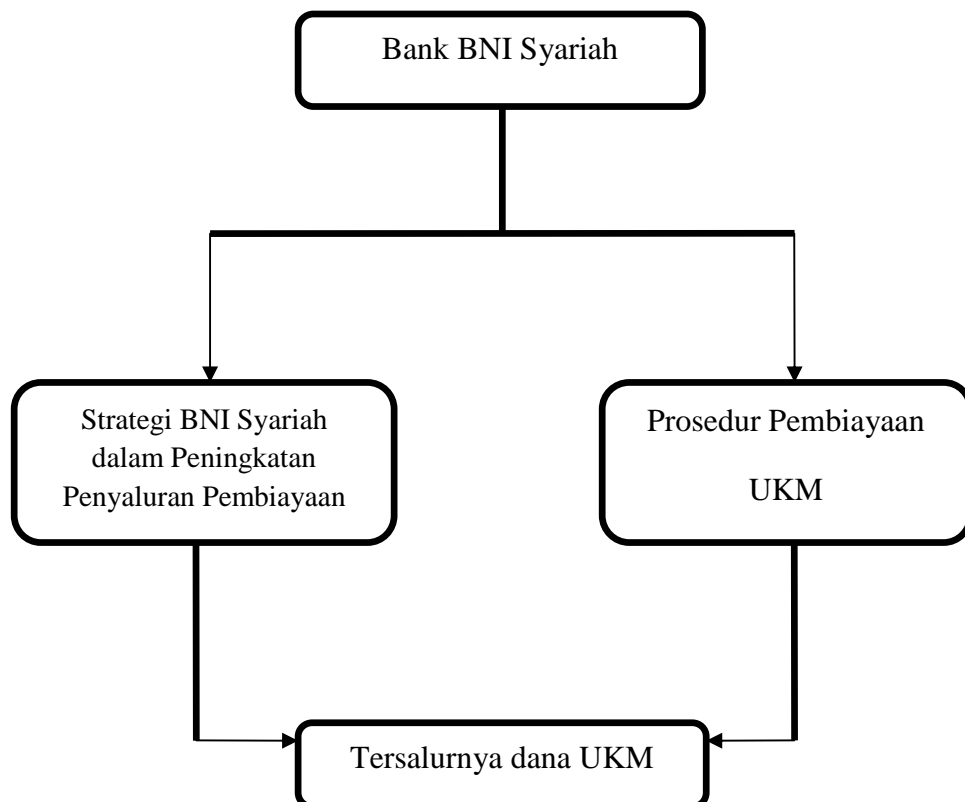 Bank BNI Syariah
Strategi BNI Syariah
dalam Peningkatan
Penyaluran Pembiayaan
Prosedur Pembiayaan
UKM
Tersalurnya dana UKM